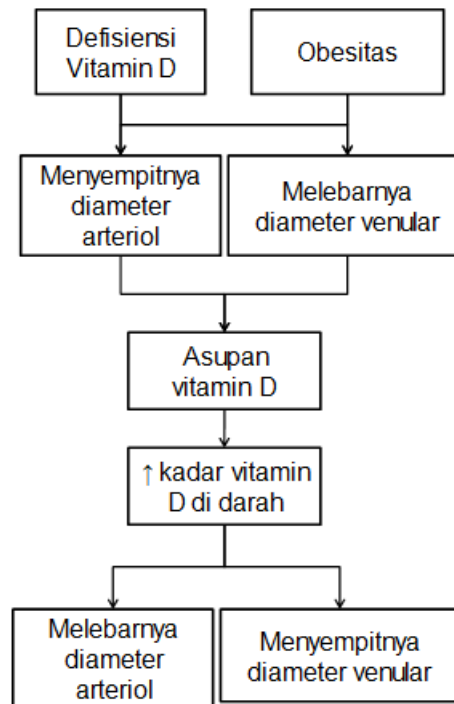 Defisiensi
Vitamin D
Obesitas
Menyempitnya
diameter
arteriol
Melebarnya
diameter venular
Asupan
vitamin D
↑ kadar vitamin
D di darah
Melebarnya
diameter
arteriol
Menyempitnya
diameter venular